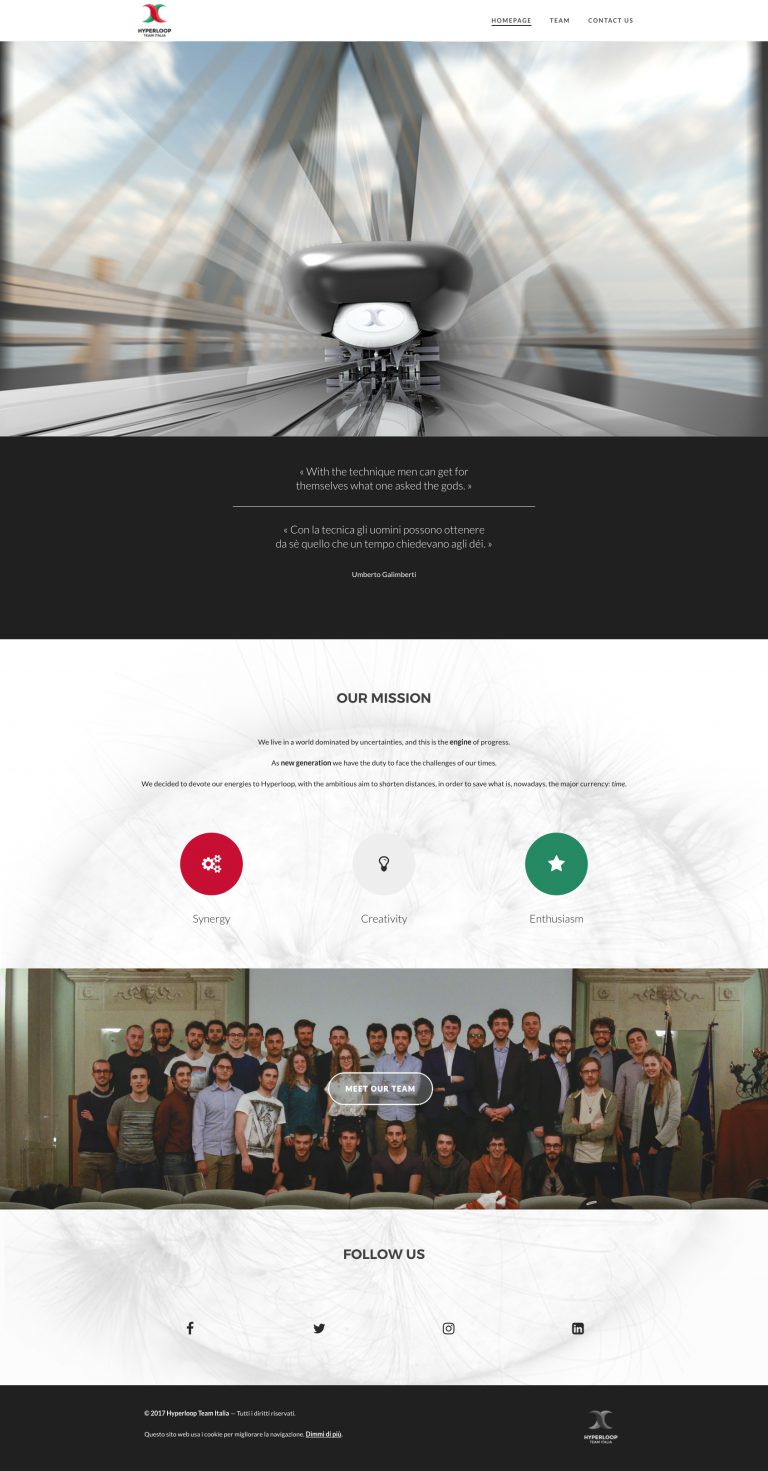 HYPERLOOP
TEAM ITALIA
HOMEPAGE TEAM CONTACT US
« With the technique men can get for
themselves what one asked the gods. »
« Con la tecnica gli uomini possono ottenere
da sè quello che un tempo chiedevano agli déi. »
Umberto Galimberti
OUR MISSION
We live in a world dominated by uncertainties, and this is the engine of progress.
As new generation we have the duty to face the challenges of our times.
We decided to devote our energies to Hyperloop, with the ambitious aim to shorten distances, in order to save what is, nowadays, the major currency: time.
Synergy
Creativity
Enthusiasm
MEET OUR TEAM
FOLLOW US
© 2017 Hyperloop Team Italia — Tutti i diritti riservati.
Questo sito web usa i cookie per migliorare la navigazione. Dimmi di più.
HYPERLOOP
TEAM ITALIA